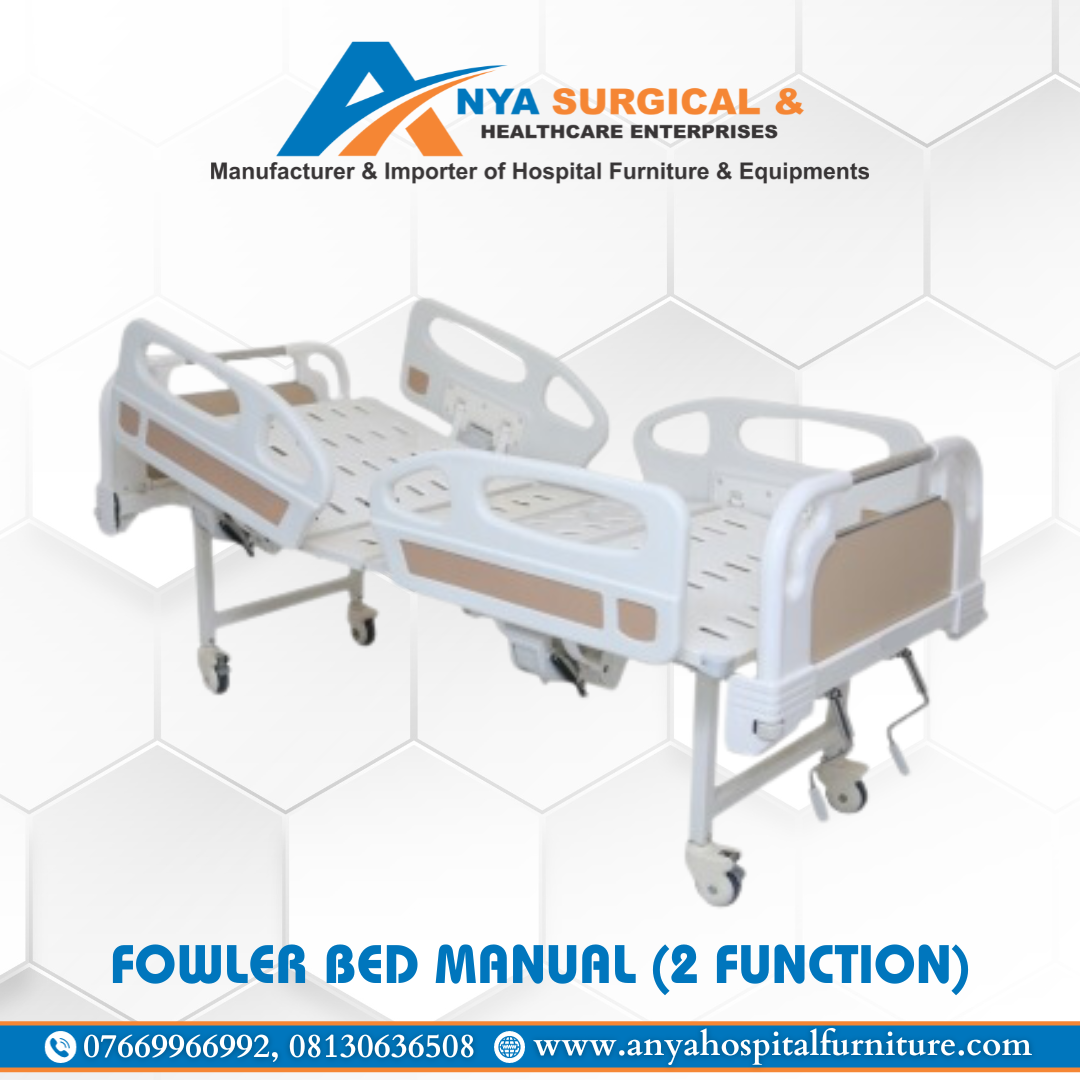 NYA SURGICAL &
HEALTHCARE ENTERPRISES
Manufacturer & Importer of Hospital Furniture & Equipments
FOWLER BED MANUAL (2 FUNCTION)
07669966992, 08130636508 www.anyahospitalfurniture.com